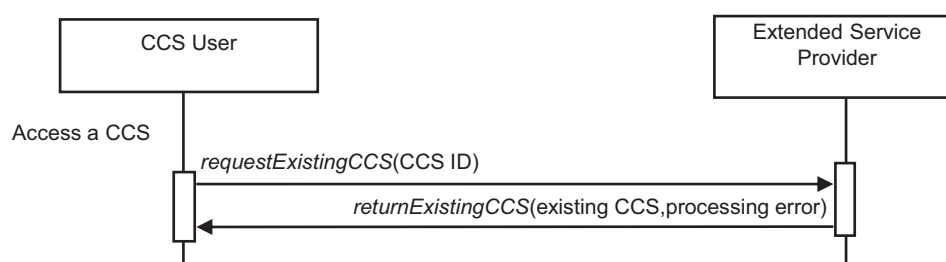 CCS User
Extended Service
Provider
Access a CCS
requestExistingCCS(CCS ID)
returnExistingCCS(existing CCS,processing error)